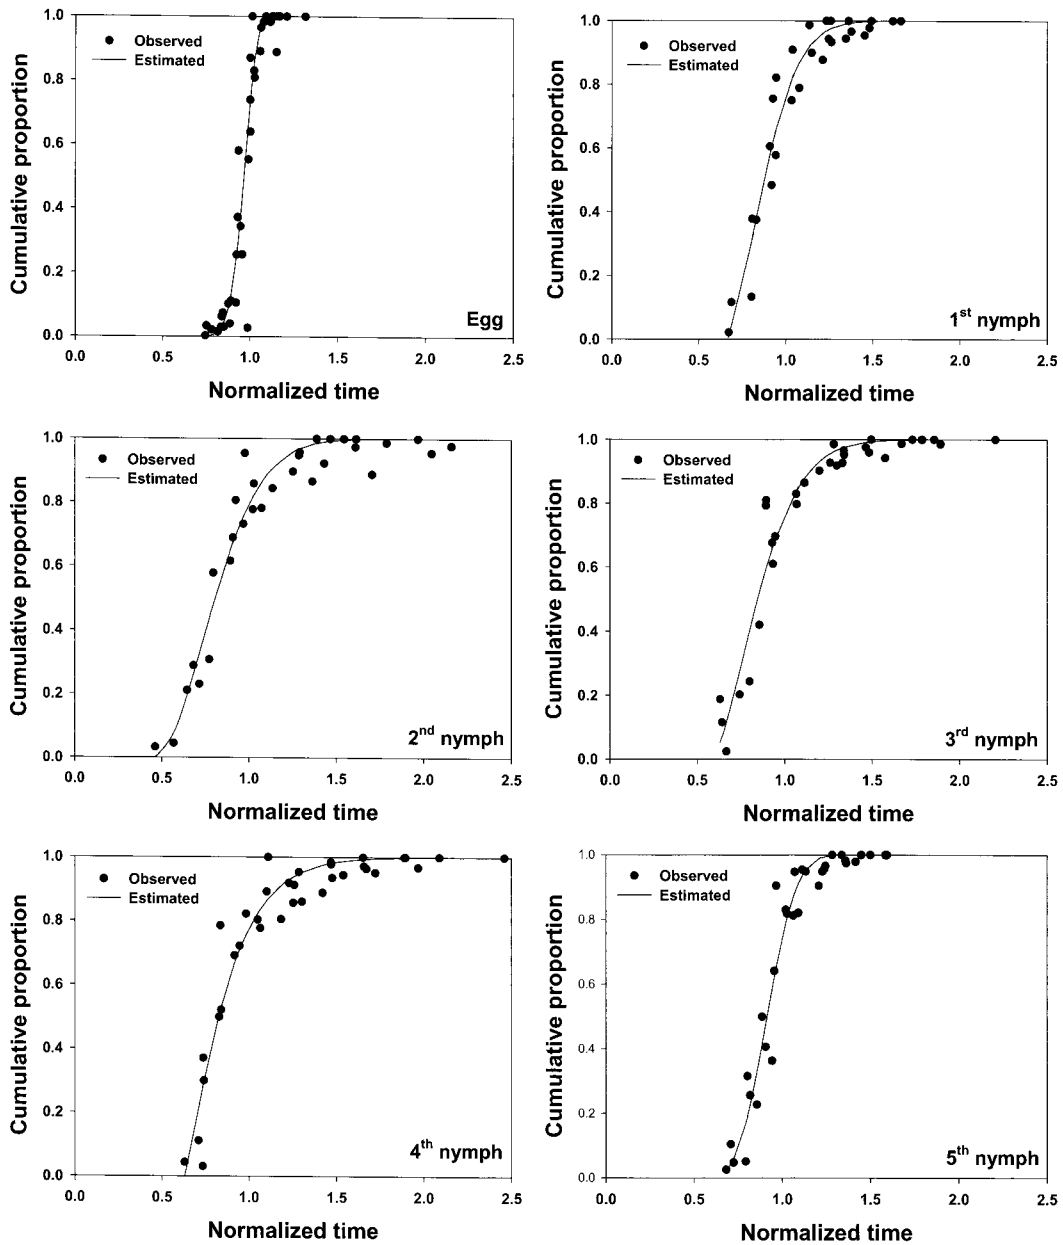 1.0
0.8
0.6
0.4
0.2
0.0
Cumulative proportion
Observed
Estimated
Egg
0.0 0.5 1.0 1.5 2.0 2.5
Normalized time
1.0
0.8
0.6
0.4
0.2
0.0
Cumulative proportion
Observed
Estimated
1st nymph
0.0 0.5 1.0 1.5 2.0 2.5
Normalized time
1.0
0.8
0.6
0.4
0.2
0.0
Cumulative proportion
Observed
Estimated
2nd nymph
0.0 0.5 1.0 1.5 2.0 2.5
Normalized time
1.0
0.8
0.6
0.4
0.2
0.0
Cumulative proportion
Observed
Estimated
3rd nymph
0.0 0.5 1.0 1.5 2.0 2.5
Normalized time
1.0
0.8
0.6
0.4
0.2
0.0
Cumulative proportion
Observed
Estimated
4th nymph
0.0 0.5 1.0 1.5 2.0 2.5
Normalized time
1.0
0.8
0.6
0.4
0.2
0.0
Cumulative proportion
Observed
Estimated
5th nymph
0.0 0.5 1.0 1.5 2.0 2.5
Normalized time